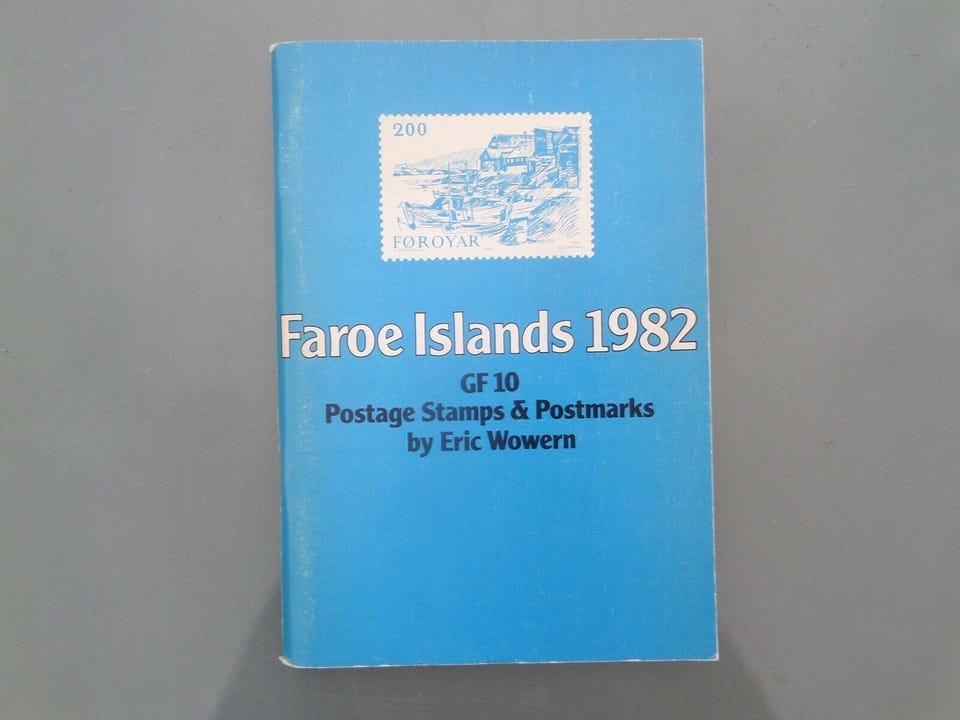 200
FØROYAR
Faroe Islands 1982
GF 10
Postage Stamps & Postmarks
by Eric Wowern